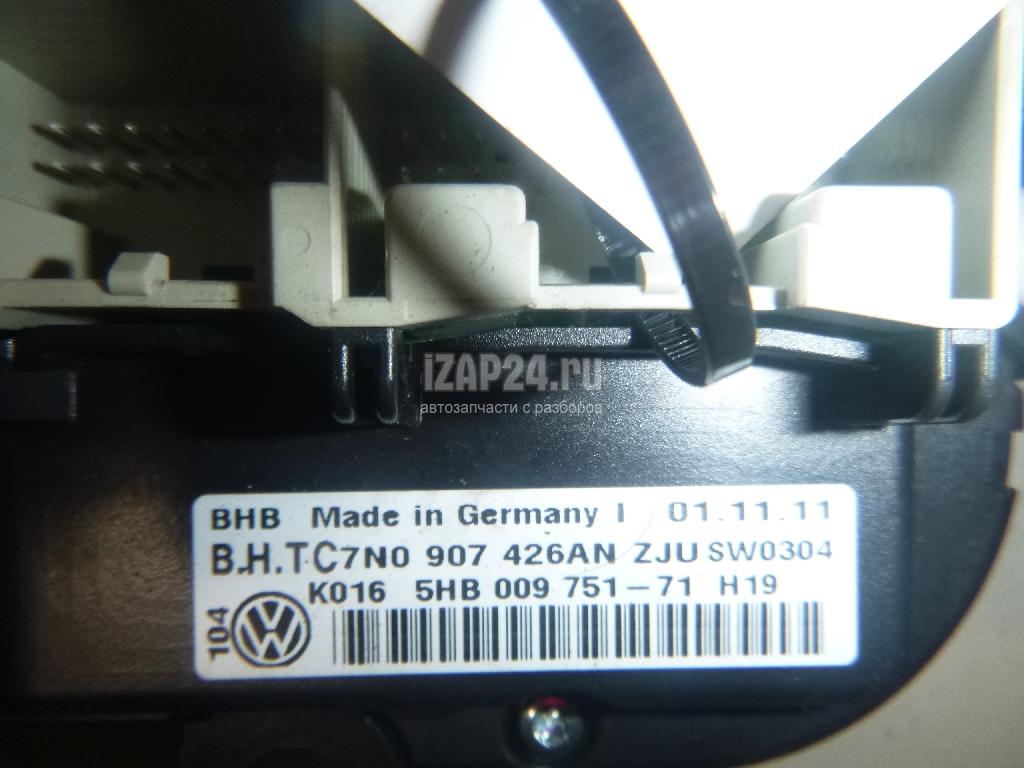 iZAP24.ru
автозапчасти с разборов
BHB Made in Germany I 01.11.11
B.H.T.C 7N0 907 426AN ZJU SW0304
K016 5HB 009 751-71 H19
104
VW